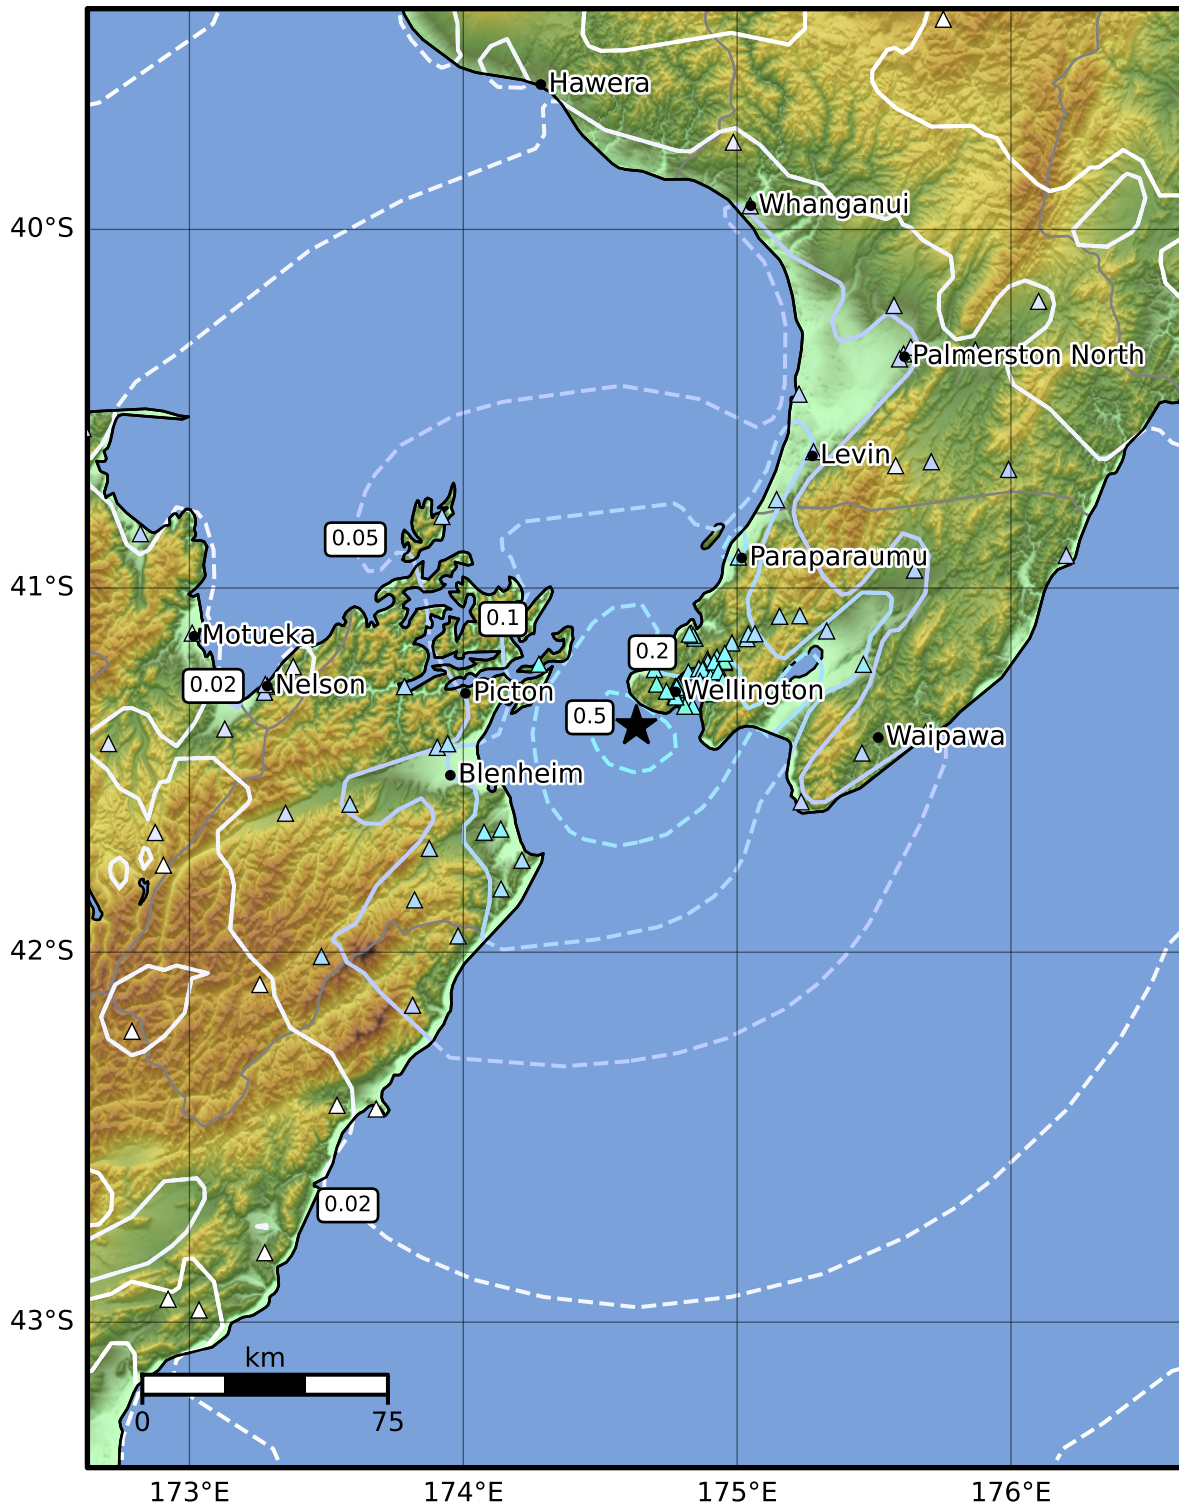 Hawera
Whanganui
40°S
Palmerston North
Levin
0.05
Paraparaumu
41°S
0.1
Motueka
0.2
0.02
Nelson
Picton
Wellington
0.5
Waipawa
Blenheim
42°S
0.02
43°S
km
0
75
173°E
174°E
175°E
176°E